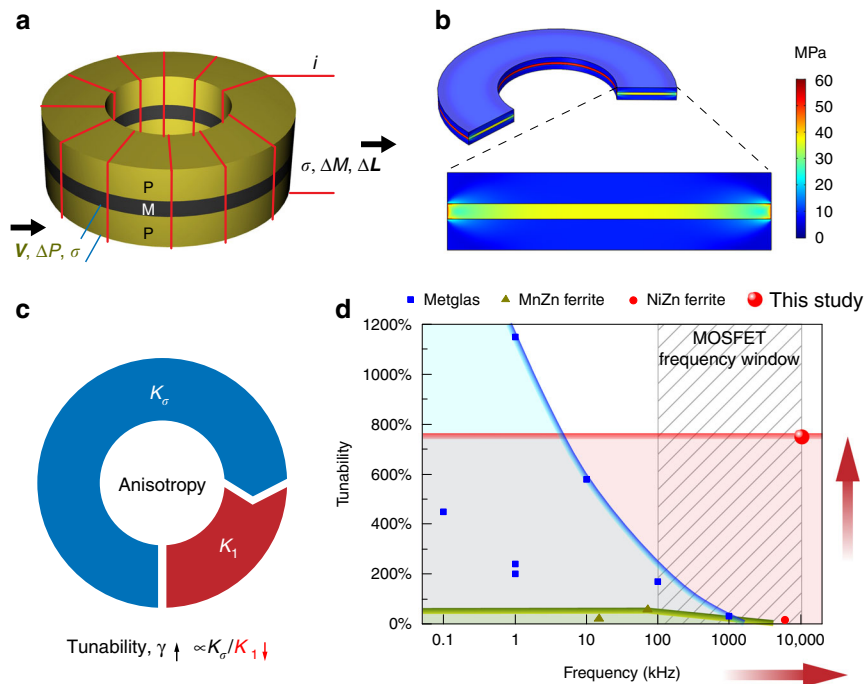 a
i
σ, ΔM, ΔL
P
M
P
V, ΔP, σ
b
MPa
60
50
40
30
20
10
0
c
Kσ
Anisotropy
K1
Tunability, γ ↑ ∝Kσ/K1↓
d
Metglas MnZn ferrite NiZn ferrite This study
MOSFET
frequency window
1200%
1000%
800%
600%
400%
200%
0%
Tunability
0.1 1 10 100 1000 10,000
Frequency (kHz)